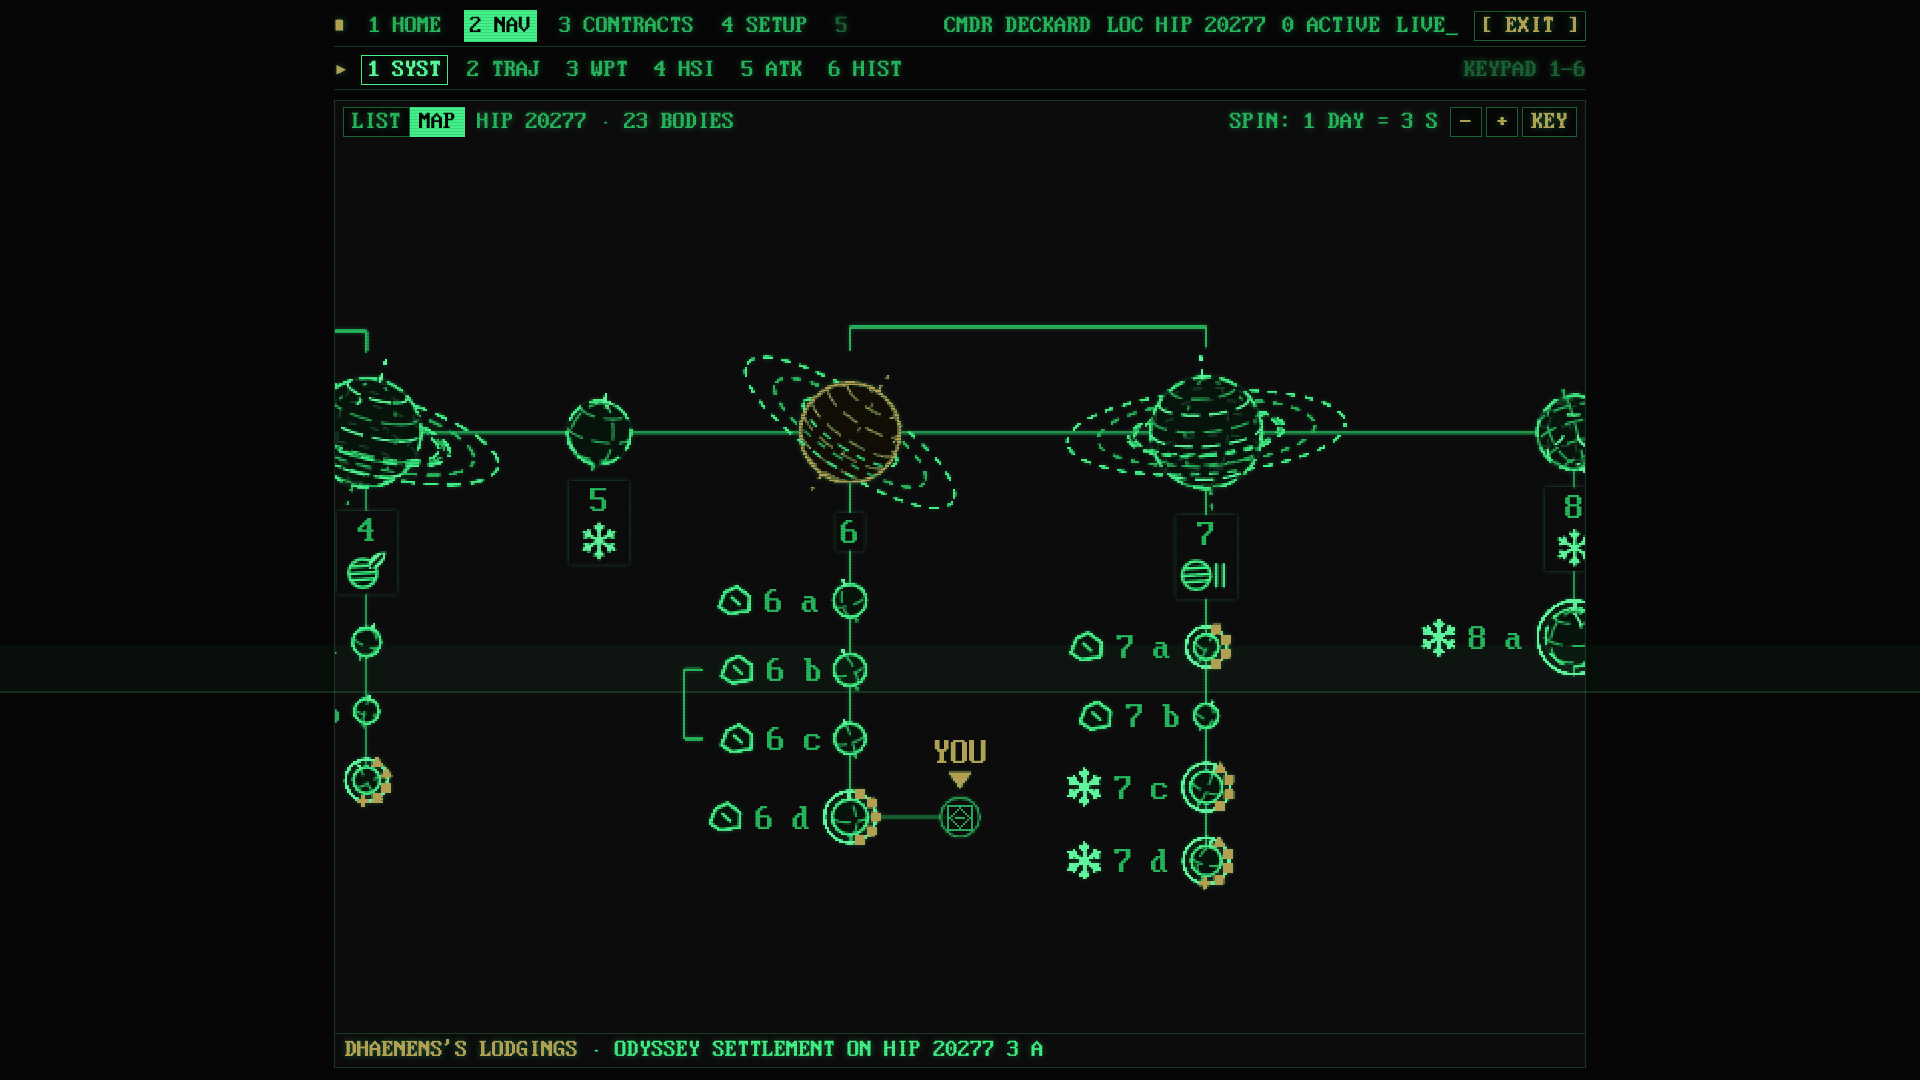 1 HOME 2 NAV 3 CONTRACTS 4 SETUP 5 CMDR DECKARD LOC HIP 20277 0 ACTIVE LIVE_ [ EXIT ]
1 SYST 2 TRAJ 3 WPT 4 HSI 5 ATK 6 HIST KEYPAD 1-6
LIST MAP HIP 20277 · 23 BODIES SPIN: 1 DAY = 3 S - + KEY
4
5
6
7
8
6 a
6 b
6 c
6 d
YOU
7 a
7 b
7 c
7 d
8 a
DHAENENS'S LODGINGS · ODYSSEY SETTLEMENT ON HIP 20277 3 A